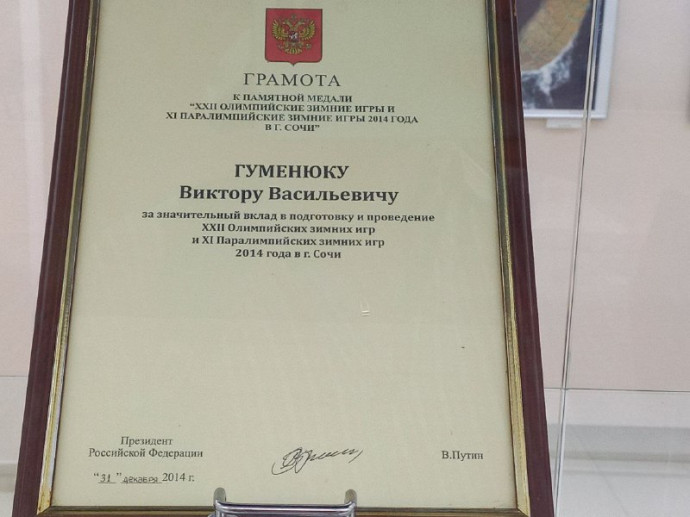 ГРАМОТА
К ПАМЯТНОЙ МЕДАЛИ
"XXII ОЛИМПИЙСКИЕ ЗИМНИЕ ИГРЫ И
XI ПАРАЛИМПИЙСКИЕ ЗИМНИЕ ИГРЫ 2014 ГОДА
В Г. СОЧИ"
ГУМЕНЮКУ
Виктору Васильевичу
за значительный вклад в подготовку и проведение
XXII Олимпийских зимних игр
и XI Паралимпийских зимних игр
2014 года в г. Сочи
Президент
Российской Федерации
В.Путин
"31" декабря 2014 г.